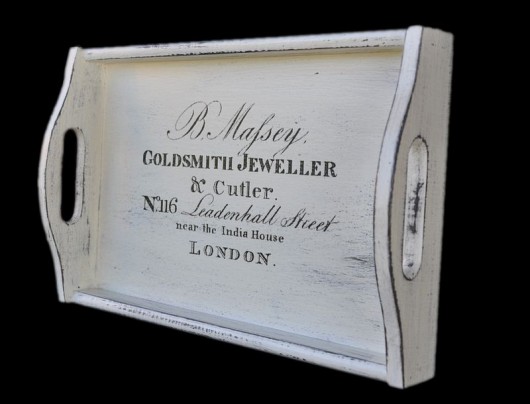 B. Maſsey.
GOLDSMITH JEWELLER
& Cutler.
No. 116 Leadenhall Street
near the India House
LONDON.